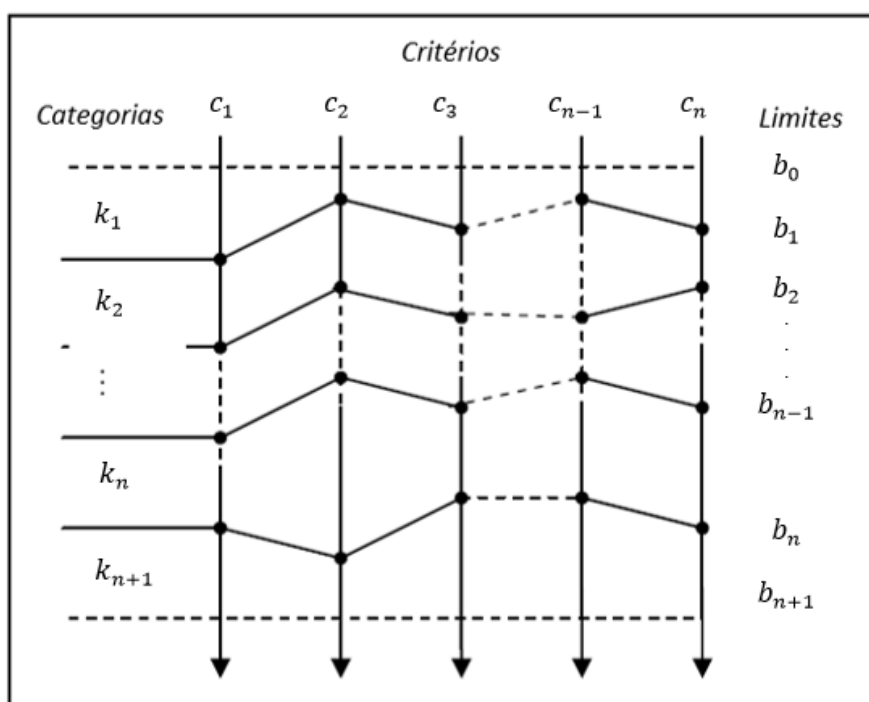 Critérios
Categorias c₁ c₂ c₃ cₙ₋₁ cₙ Limites
b₀
k₁ b₁
k₂ b₂
⋮
bₙ₋₁
kₙ
bₙ
kₙ₊₁ bₙ₊₁